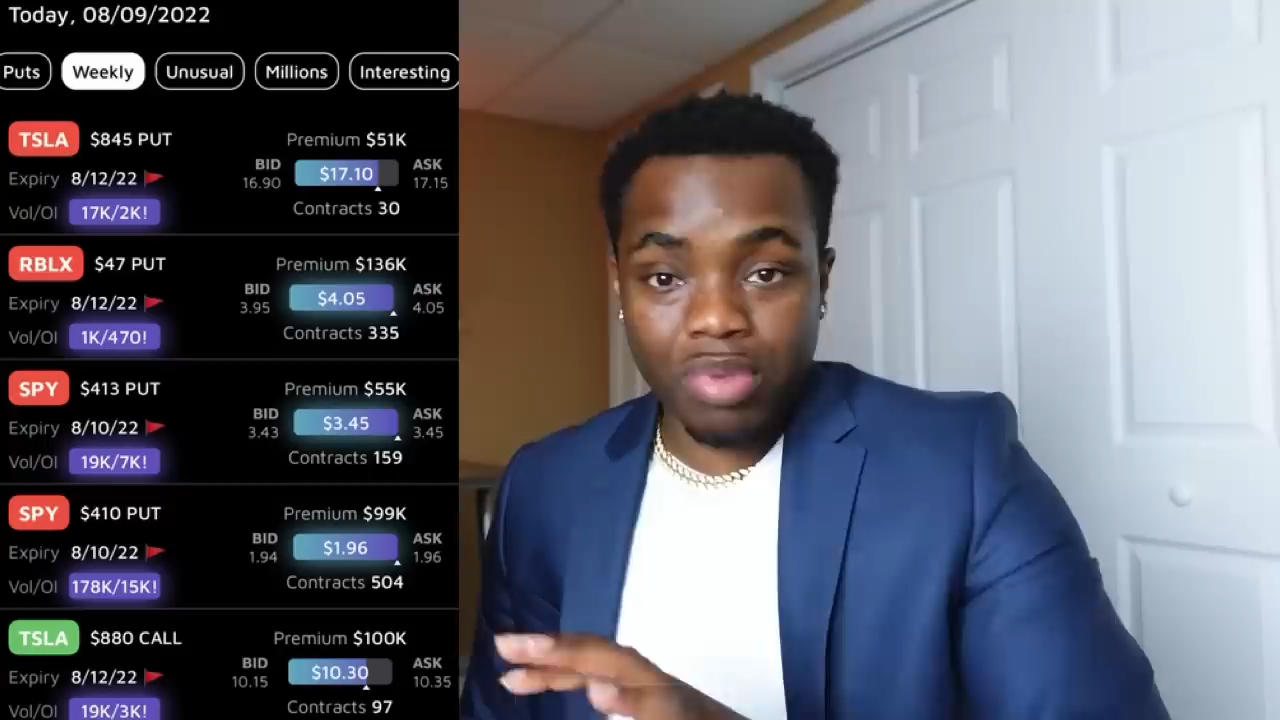 Today, 08/09/2022
Puts Weekly Unusual Millions Interesting
TSLA $845 PUT Premium $51K
Expiry 8/12/22 BID 16.90 $17.10 ASK 17.15
Vol/OI 17K/2K! Contracts 30
RBLX $47 PUT Premium $136K
Expiry 8/12/22 BID 3.95 $4.05 ASK 4.05
Vol/OI 1K/470! Contracts 335
SPY $413 PUT Premium $55K
Expiry 8/10/22 BID 3.43 $3.45 ASK 3.45
Vol/OI 19K/7K! Contracts 159
SPY $410 PUT Premium $99K
Expiry 8/10/22 BID 1.94 $1.96 ASK 1.96
Vol/OI 178K/15K! Contracts 504
TSLA $880 CALL Premium $100K
Expiry 8/12/22 BID 10.15 $10.30 ASK 10.35
Vol/OI 19K/3K! Contracts 97